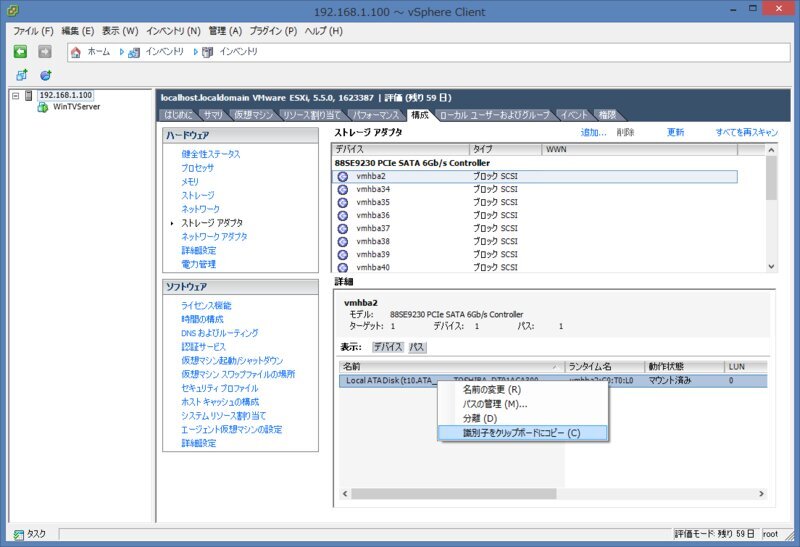 192.168.1.100 ～ vSphere Client
ファイル (F) 編集 (E) 表示 (W) インベントリ (N) 管理 (A) プラグイン (P) ヘルプ (H)
ホーム インベントリ インベントリ
192.168.1.100
WinTVServer
localhost.localdomain VMware ESXi, 5.5.0, 1623387 | 評価 (残り 59 日)
はじめに サマリ 仮想マシン リソース割り当て パフォーマンス 構成 ローカル ユーザーおよびグループ イベント 権限
ハードウェア
健全性ステータス
プロセッサ
メモリ
ストレージ
ネットワーク
ストレージ アダプタ
ネットワーク アダプタ
詳細設定
電力管理
ソフトウェア
ライセンス機能
時間の構成
DNS およびルーティング
認証サービス
仮想マシン起動/シャットダウン
仮想マシン スワップファイルの場所
セキュリティ プロファイル
ホスト キャッシュの構成
システム リソース割り当て
エージェント仮想マシンの設定
詳細設定
ストレージ アダプタ 追加... 削除 更新 すべてを再スキャン
デバイス タイプ WWN
88SE9230 PCIe SATA 6Gb/s Controller
vmhba2 ブロック SCSI
vmhba34 ブロック SCSI
vmhba35 ブロック SCSI
vmhba36 ブロック SCSI
vmhba37 ブロック SCSI
vmhba38 ブロック SCSI
vmhba39 ブロック SCSI
vmhba40 ブロック SCSI
詳細
vmhba2
モデル: 88SE9230 PCIe SATA 6Gb/s Controller
ターゲット: 1 デバイス: 1 パス: 1
表示: デバイス パス
名前 ランタイム名 動作状態 LUN
Local ATA Disk (t10.ATA_ マウント済み 0
名前の変更 (R)
パスの管理 (M)...
分離 (D)
識別子をクリップボードにコピー (C)
タスク 評価モード: 残り 59 日 root